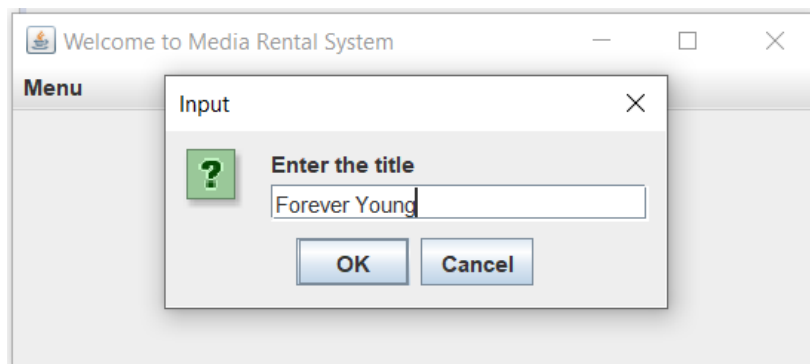 Welcome to Media Rental System
Menu
Input
Enter the title
Forever Young
OK Cancel